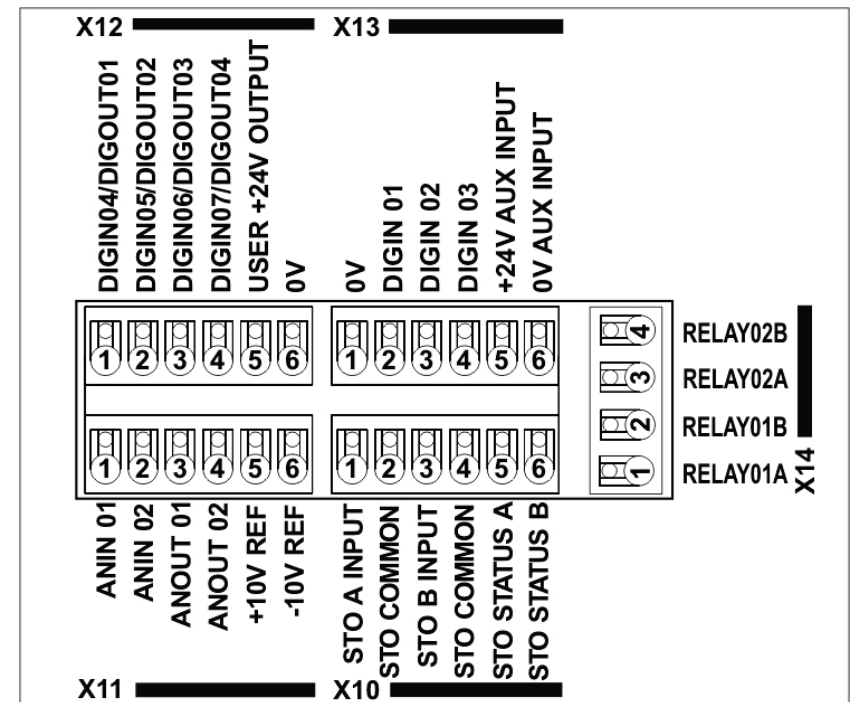 X12
X13
DIGIN04/DIGOUT01
DIGIN05/DIGOUT02
DIGIN06/DIGOUT03
DIGIN07/DIGOUT04
USER +24V OUTPUT
0V
0V
DIGIN 01
DIGIN 02
DIGIN 03
+24V AUX INPUT
0V AUX INPUT
1 2 3 4 5 6
1 2 3 4 5 6
4 RELAY02B
3 RELAY02A
2 RELAY01B
1 RELAY01A
X14
1 2 3 4 5 6
1 2 3 4 5 6
ANIN 01
ANIN 02
ANOUT 01
ANOUT 02
+10V REF
-10V REF
STO A INPUT
STO COMMON
STO B INPUT
STO COMMON
STO STATUS A
STO STATUS B
X11
X10